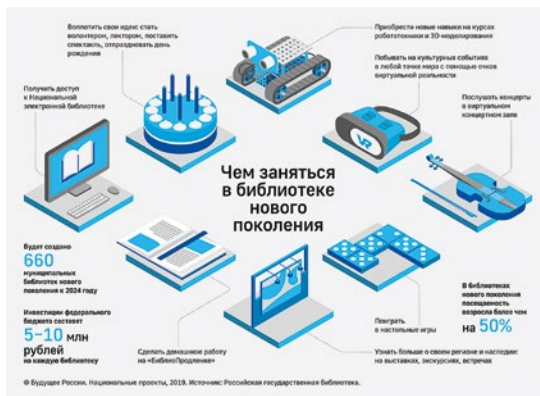 Воплотить свои идеи: стать
волонтером, лектором, поставить
спектакль, отпраздновать день
рождения
Приобрести новые навыки на курсах
робототехники и 3D-моделирования
Побывать на культурных событиях
в любой точке мира с помощью очков
виртуальной реальности
Получить доступ
к Национальной
электронной библиотеке
Послушать концерты
в виртуальном
концертном зале
VR
Чем заняться
в библиотеке
нового
поколения
Будет создано
660
муниципальных
библиотек нового
поколения к 2024 году
Инвестиции федерального
бюджета составят
5–10 млн
рублей
на каждую библиотеку
Сделать домашнюю работу
на «БиблиоПродленке»
Поиграть
в настольные игры
Узнать больше о своем регионе и наследии:
на выставках, экскурсиях, встречах
В библиотеках
нового поколения
посещаемость
возросла более чем
на 50%
© Будущее России. Национальные проекты, 2019. Источник: Российская государственная библиотека.